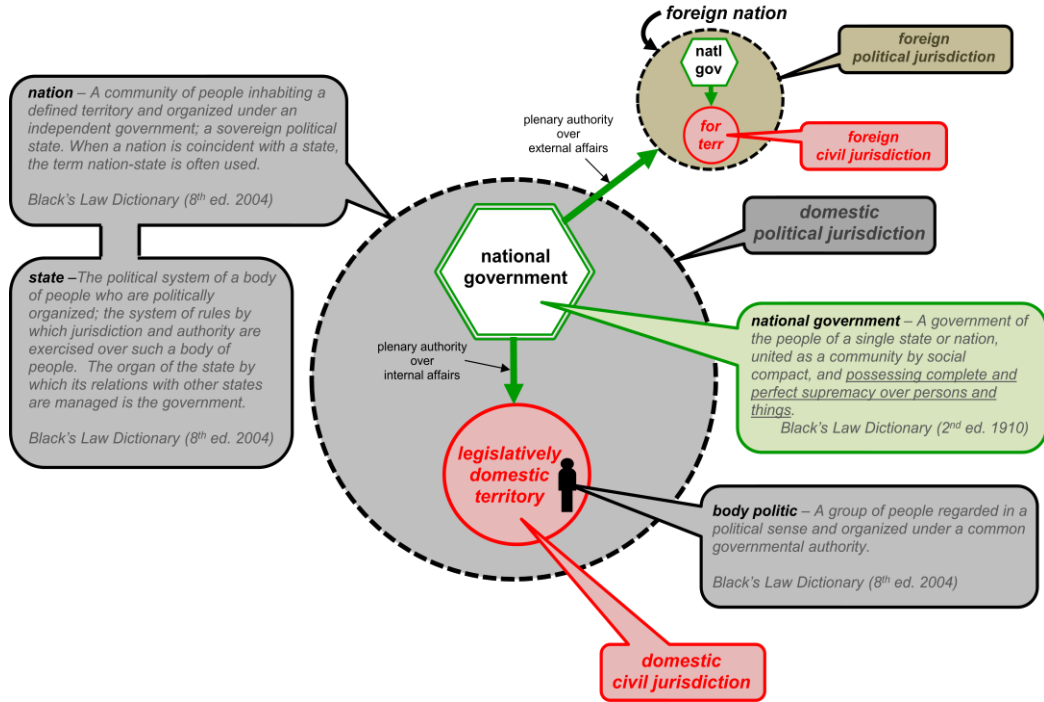 foreign nation
natl
gov
for
terr
foreign
political jurisdiction
foreign
civil jurisdiction
nation – A community of people inhabiting a
defined territory and organized under an
independent government; a sovereign political
state. When a nation is coincident with a state,
the term nation-state is often used.
Black's Law Dictionary (8th ed. 2004)
plenary authority
over
external affairs
domestic
political jurisdiction
national
government
state –The political system of a body
of people who are politically
organized; the system of rules by
which jurisdiction and authority are
exercised over such a body of
people. The organ of the state by
which its relations with other states
are managed is the government.
Black's Law Dictionary (8th ed. 2004)
plenary authority
over
internal affairs
national government – A government of
the people of a single state or nation,
united as a community by social
compact, and possessing complete and
perfect supremacy over persons and
things.
Black's Law Dictionary (2nd ed. 1910)
legislatively
domestic
territory
body politic – A group of people regarded in a
political sense and organized under a common
governmental authority.
Black's Law Dictionary (8th ed. 2004)
domestic
civil jurisdiction